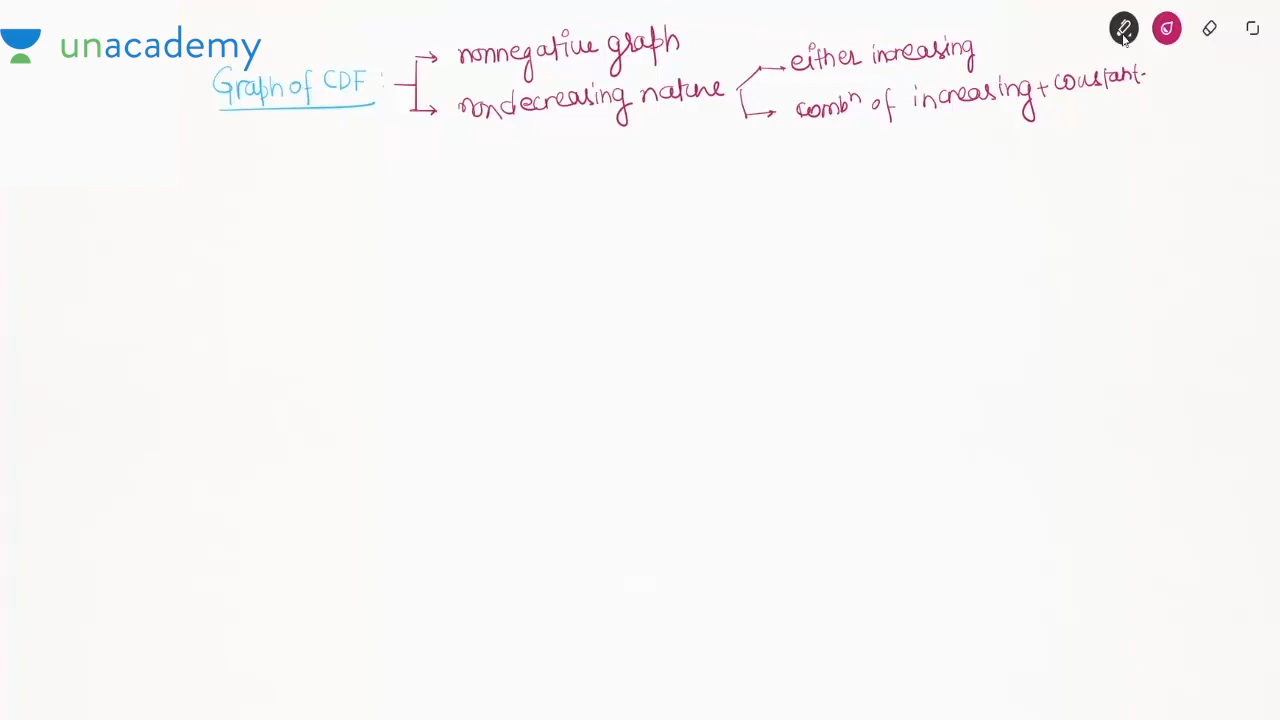 unacademy
Graph of CDF :
nonnegative graph
nondecreasing nature
either increasing
combn of increasing + constant.